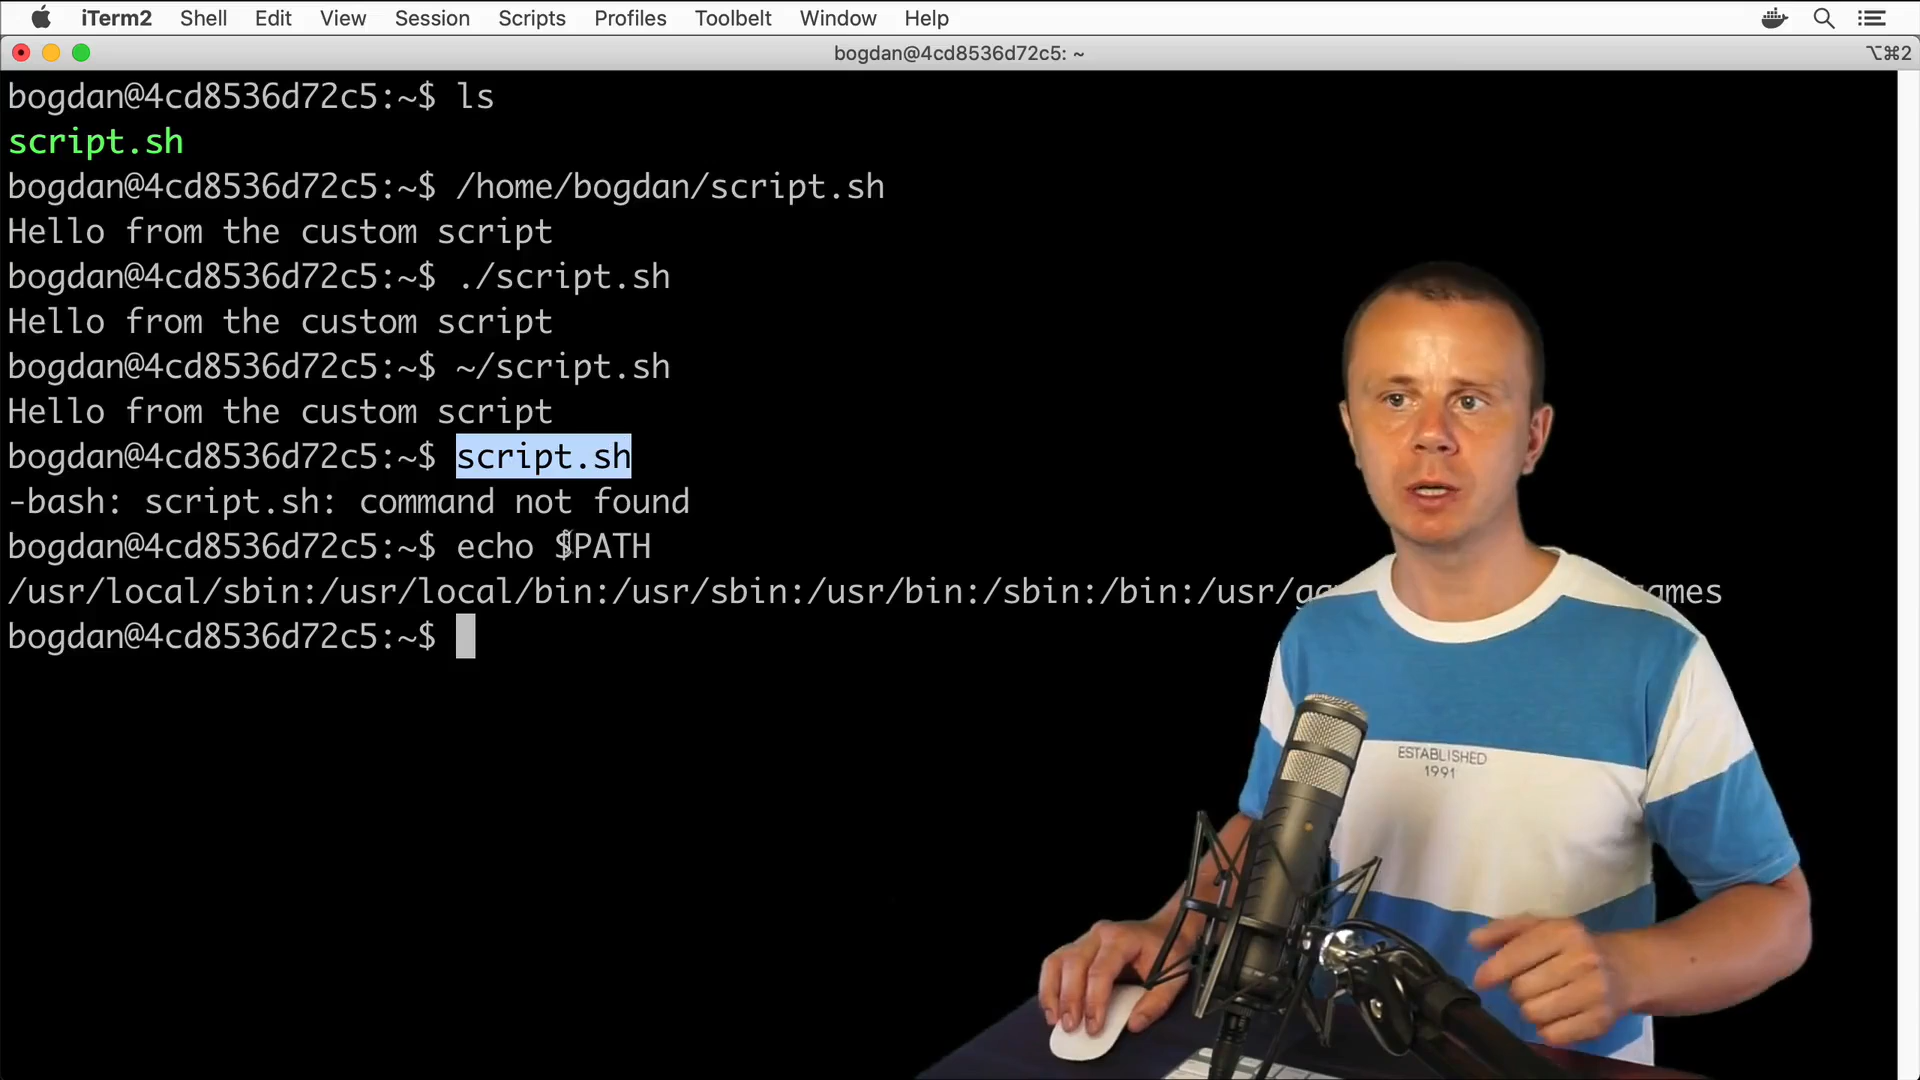 iTerm2 Shell Edit View Session Scripts Profiles Toolbelt Window Help
bogdan@4cd8536d72c5: ~ ⌥⌘2
bogdan@4cd8536d72c5:~$ ls
script.sh
bogdan@4cd8536d72c5:~$ /home/bogdan/script.sh
Hello from the custom script
bogdan@4cd8536d72c5:~$ ./script.sh
Hello from the custom script
bogdan@4cd8536d72c5:~$ ~/script.sh
Hello from the custom script
bogdan@4cd8536d72c5:~$ script.sh
-bash: script.sh: command not found
bogdan@4cd8536d72c5:~$ echo $PATH
/usr/local/sbin:/usr/local/bin:/usr/sbin:/usr/bin:/sbin:/bin:/usr/ga ames
bogdan@4cd8536d72c5:~$
ESTABLISHED
1991